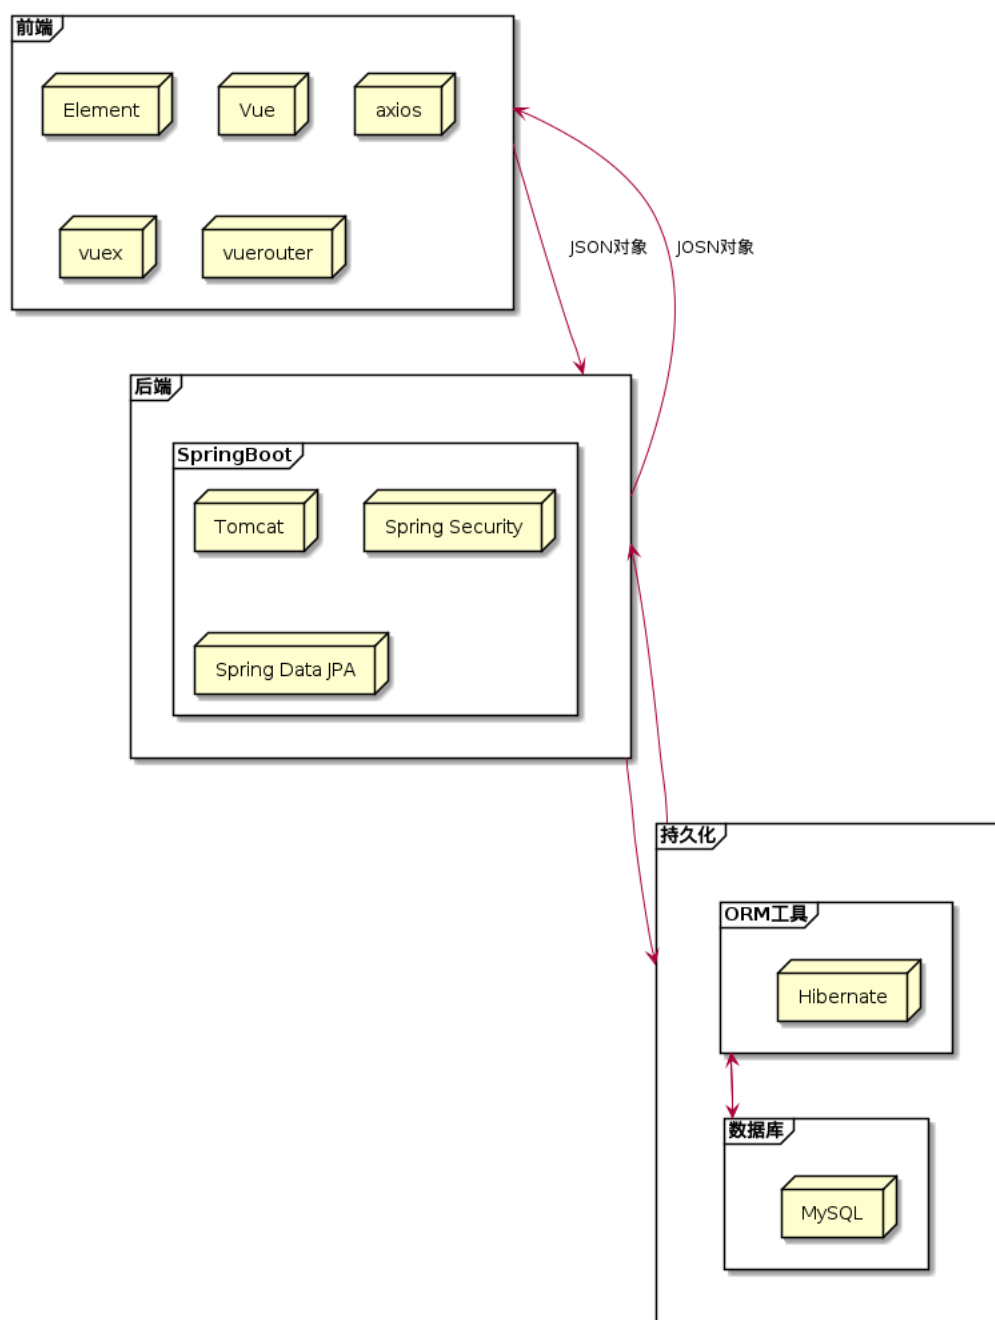 前端
Element
Vue
axios
vuex
vuerouter
JSON对象
JOSN对象
后端
SpringBoot
Tomcat
Spring Security
Spring Data JPA
持久化
ORM工具
Hibernate
数据库
MySQL